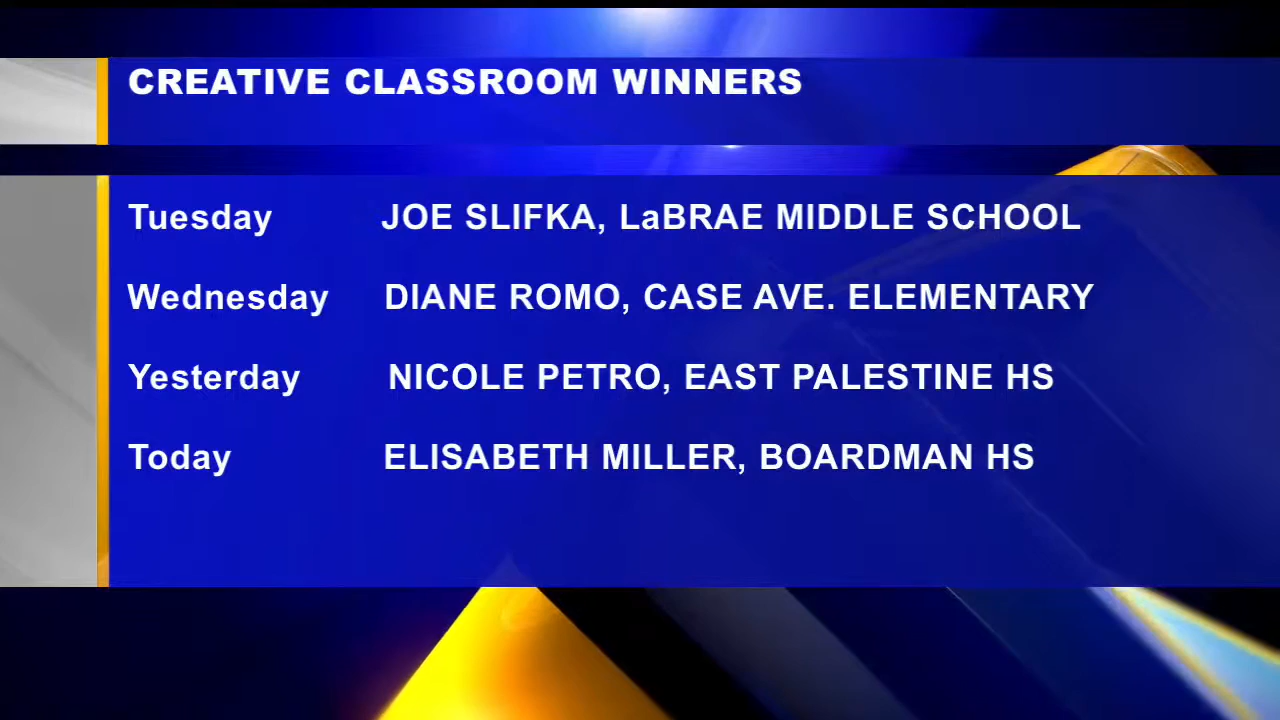 CREATIVE CLASSROOM WINNERS
Tuesday JOE SLIFKA, LaBRAE MIDDLE SCHOOL
Wednesday DIANE ROMO, CASE AVE. ELEMENTARY
Yesterday NICOLE PETRO, EAST PALESTINE HS
Today ELISABETH MILLER, BOARDMAN HS